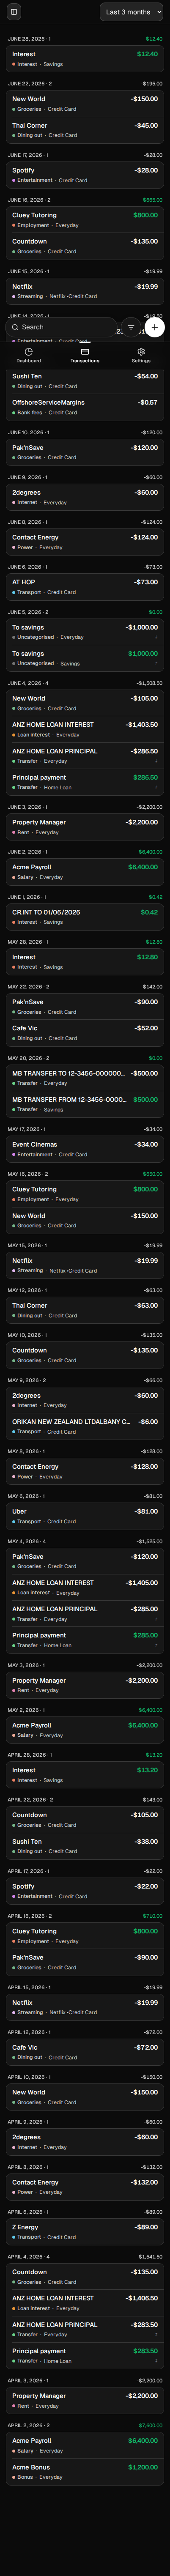 Last 3 months
JUNE 28, 2026 · 1 $12.40
Interest $12.40
Interest · Savings
JUNE 22, 2026 · 2 -$195.00
New World -$150.00
Groceries · Credit Card
Thai Corner -$45.00
Dining out · Credit Card
JUNE 17, 2026 · 1 -$28.00
Spotify -$28.00
Entertainment · Credit Card
JUNE 16, 2026 · 2 $665.00
Cluey Tutoring $800.00
Employment · Everyday
Countdown -$135.00
Groceries · Credit Card
JUNE 15, 2026 · 1 -$19.99
Netflix -$19.99
Streaming · Netflix •Credit Card
Search
Dashboard Transactions Settings
Sushi Ten -$54.00
Dining out · Credit Card
OffshoreServiceMargins -$0.57
Bank fees · Credit Card
JUNE 10, 2026 · 1 -$120.00
Pak'nSave -$120.00
Groceries · Credit Card
JUNE 9, 2026 · 1 -$60.00
2degrees -$60.00
Internet · Everyday
JUNE 8, 2026 · 1 -$124.00
Contact Energy -$124.00
Power · Everyday
JUNE 6, 2026 · 1 -$73.00
AT HOP -$73.00
Transport · Credit Card
JUNE 5, 2026 · 2 $0.00
To savings -$1,000.00
Uncategorised · Everyday
To savings $1,000.00
Uncategorised · Savings
JUNE 4, 2026 · 4 -$1,508.50
New World -$105.00
Groceries · Credit Card
ANZ HOME LOAN INTEREST -$1,403.50
Loan interest · Everyday
ANZ HOME LOAN PRINCIPAL -$286.50
Transfer · Everyday
Principal payment $286.50
Transfer · Home Loan
JUNE 3, 2026 · 1 -$2,200.00
Property Manager -$2,200.00
Rent · Everyday
JUNE 2, 2026 · 1 $6,400.00
Acme Payroll $6,400.00
Salary · Everyday
JUNE 1, 2026 · 1 $0.42
CR.INT TO 01/06/2026 $0.42
Interest · Savings
MAY 28, 2026 · 1 $12.80
Interest $12.80
Interest · Savings
MAY 22, 2026 · 2 -$142.00
Pak'nSave -$90.00
Groceries · Credit Card
Cafe Vic -$52.00
Dining out · Credit Card
MAY 20, 2026 · 2 $0.00
MB TRANSFER TO 12-3456-000000... -$500.00
Transfer · Everyday
MB TRANSFER FROM 12-3456-0000... $500.00
Transfer · Savings
MAY 17, 2026 · 1 -$34.00
Event Cinemas -$34.00
Entertainment · Credit Card
MAY 16, 2026 · 2 $650.00
Cluey Tutoring $800.00
Employment · Everyday
New World -$150.00
Groceries · Credit Card
MAY 15, 2026 · 1 -$19.99
Netflix -$19.99
Streaming · Netflix •Credit Card
MAY 12, 2026 · 1 -$63.00
Thai Corner -$63.00
Dining out · Credit Card
MAY 10, 2026 · 1 -$135.00
Countdown -$135.00
Groceries · Credit Card
MAY 9, 2026 · 2 -$66.00
2degrees -$60.00
Internet · Everyday
ORIKAN NEW ZEALAND LTDALBANY C... -$6.00
Transport · Credit Card
MAY 8, 2026 · 1 -$128.00
Contact Energy -$128.00
Power · Everyday
MAY 6, 2026 · 1 -$81.00
Uber -$81.00
Transport · Credit Card
MAY 4, 2026 · 4 -$1,525.00
Pak'nSave -$120.00
Groceries · Credit Card
ANZ HOME LOAN INTEREST -$1,405.00
Loan interest · Everyday
ANZ HOME LOAN PRINCIPAL -$285.00
Transfer · Everyday
Principal payment $285.00
Transfer · Home Loan
MAY 3, 2026 · 1 -$2,200.00
Property Manager -$2,200.00
Rent · Everyday
MAY 2, 2026 · 1 $6,400.00
Acme Payroll $6,400.00
Salary · Everyday
APRIL 28, 2026 · 1 $13.20
Interest $13.20
Interest · Savings
APRIL 22, 2026 · 2 -$143.00
Countdown -$105.00
Groceries · Credit Card
Sushi Ten -$38.00
Dining out · Credit Card
APRIL 17, 2026 · 1 -$22.00
Spotify -$22.00
Entertainment · Credit Card
APRIL 16, 2026 · 2 $710.00
Cluey Tutoring $800.00
Employment · Everyday
Pak'nSave -$90.00
Groceries · Credit Card
APRIL 15, 2026 · 1 -$19.99
Netflix -$19.99
Streaming · Netflix •Credit Card
APRIL 12, 2026 · 1 -$72.00
Cafe Vic -$72.00
Dining out · Credit Card
APRIL 10, 2026 · 1 -$150.00
New World -$150.00
Groceries · Credit Card
APRIL 9, 2026 · 1 -$60.00
2degrees -$60.00
Internet · Everyday
APRIL 8, 2026 · 1 -$132.00
Contact Energy -$132.00
Power · Everyday
APRIL 6, 2026 · 1 -$89.00
Z Energy -$89.00
Transport · Credit Card
APRIL 4, 2026 · 4 -$1,541.50
Countdown -$135.00
Groceries · Credit Card
ANZ HOME LOAN INTEREST -$1,406.50
Loan interest · Everyday
ANZ HOME LOAN PRINCIPAL -$283.50
Transfer · Everyday
Principal payment $283.50
Transfer · Home Loan
APRIL 3, 2026 · 1 -$2,200.00
Property Manager -$2,200.00
Rent · Everyday
APRIL 2, 2026 · 2 $7,600.00
Acme Payroll $6,400.00
Salary · Everyday
Acme Bonus $1,200.00
Bonus · Everyday